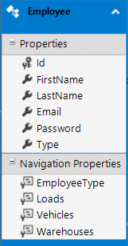 Employee
Properties
Id
FirstName
LastName
Email
Password
Type
Navigation Properties
EmployeeType
Loads
Vehicles
Warehouses